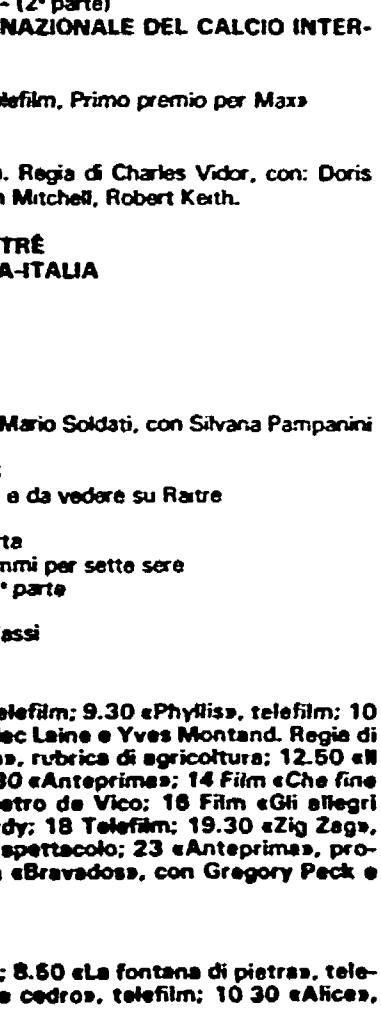 - (2ª parte)
NAZIONALE DEL CALCIO INTER-
lefilm, Primo premio per Max»
. Regia di Charles Vidor, con: Doris
Mitchell, Robert Keith.
TRÉ
A-ITALIA
Mario Soldati, con Silvana Pampanini
e da vedere su Raitre
rta
mmi per sette sere
ª parte
assi
elefilm; 9.30 «Phyllis», telefilm; 10
Laine e Yves Montand. Regia di
», rubrica di agricoltura; 12.50 «Il
30 «Anteprima»; 14 Film «Che fine
etro de Vico; 16 Film «Gli allegri
dy; 18 Telefilm; 19.30 «Zig Zag»,
spettacolo; 23 «Anteprima», pro-
«Bravados», con Gregory Peck e
; 8.50 «La fontana di pietra», tele-
cedro», telefilm; 10 30 «Alice»,